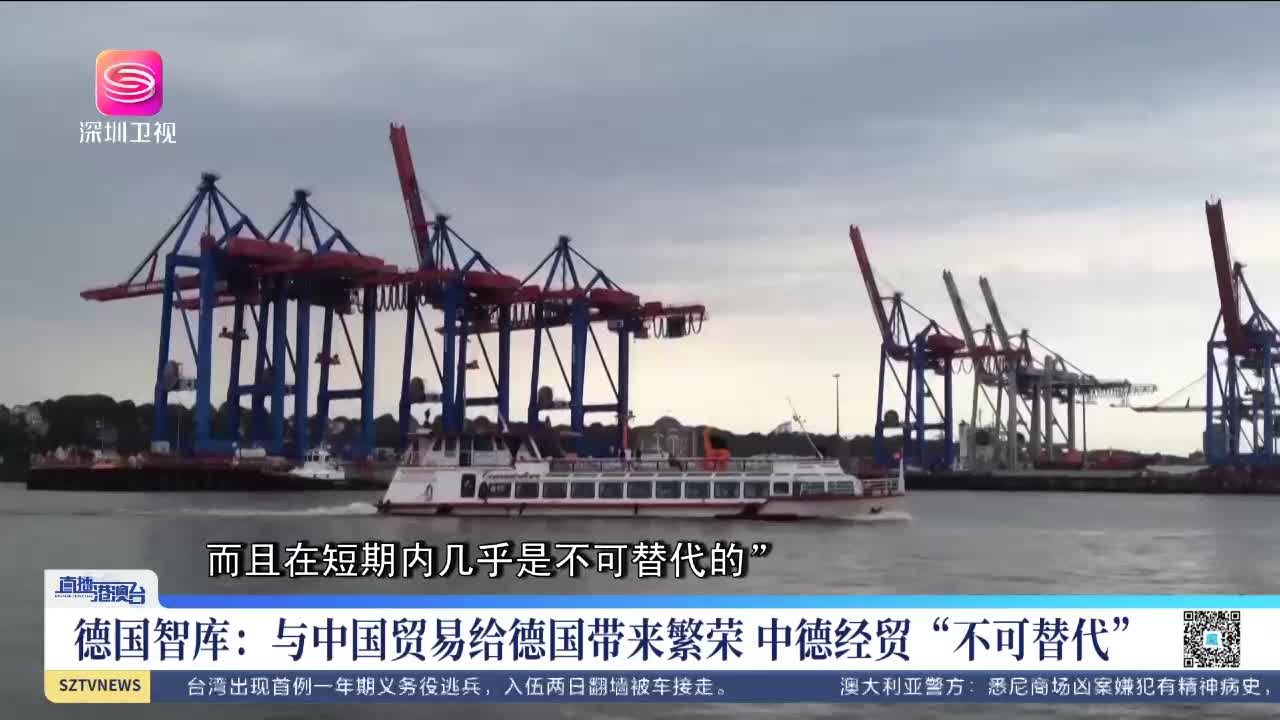 深圳卫视
而且在短期内几乎是不可替代的”
直播港澳台
德国智库：与中国贸易给德国带来繁荣 中德经贸“不可替代”
SZTVNEWS
台湾出现首例一年期义务役逃兵，入伍两日翻墙被车接走。 澳大利亚警方：悉尼商场凶案嫌犯有精神病史，